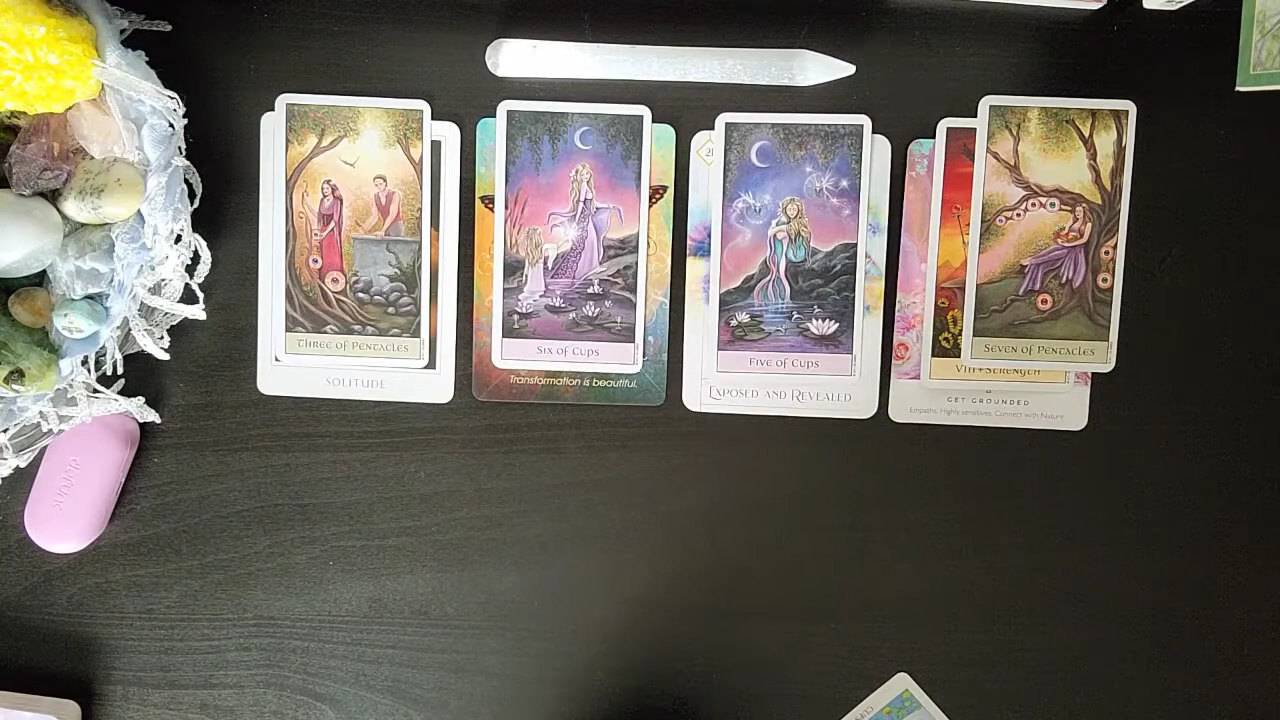 THREE OF PENTACLES
SOLITUDE
SIX OF CUPS
Transformation is beautiful.
21
FIVE OF CUPS
EXPOSED AND REVEALED
SEVEN OF PENTACLES
VIII • STRENGTH
GET GROUNDED
Empaths. Highly sensitives. Connect with Nature